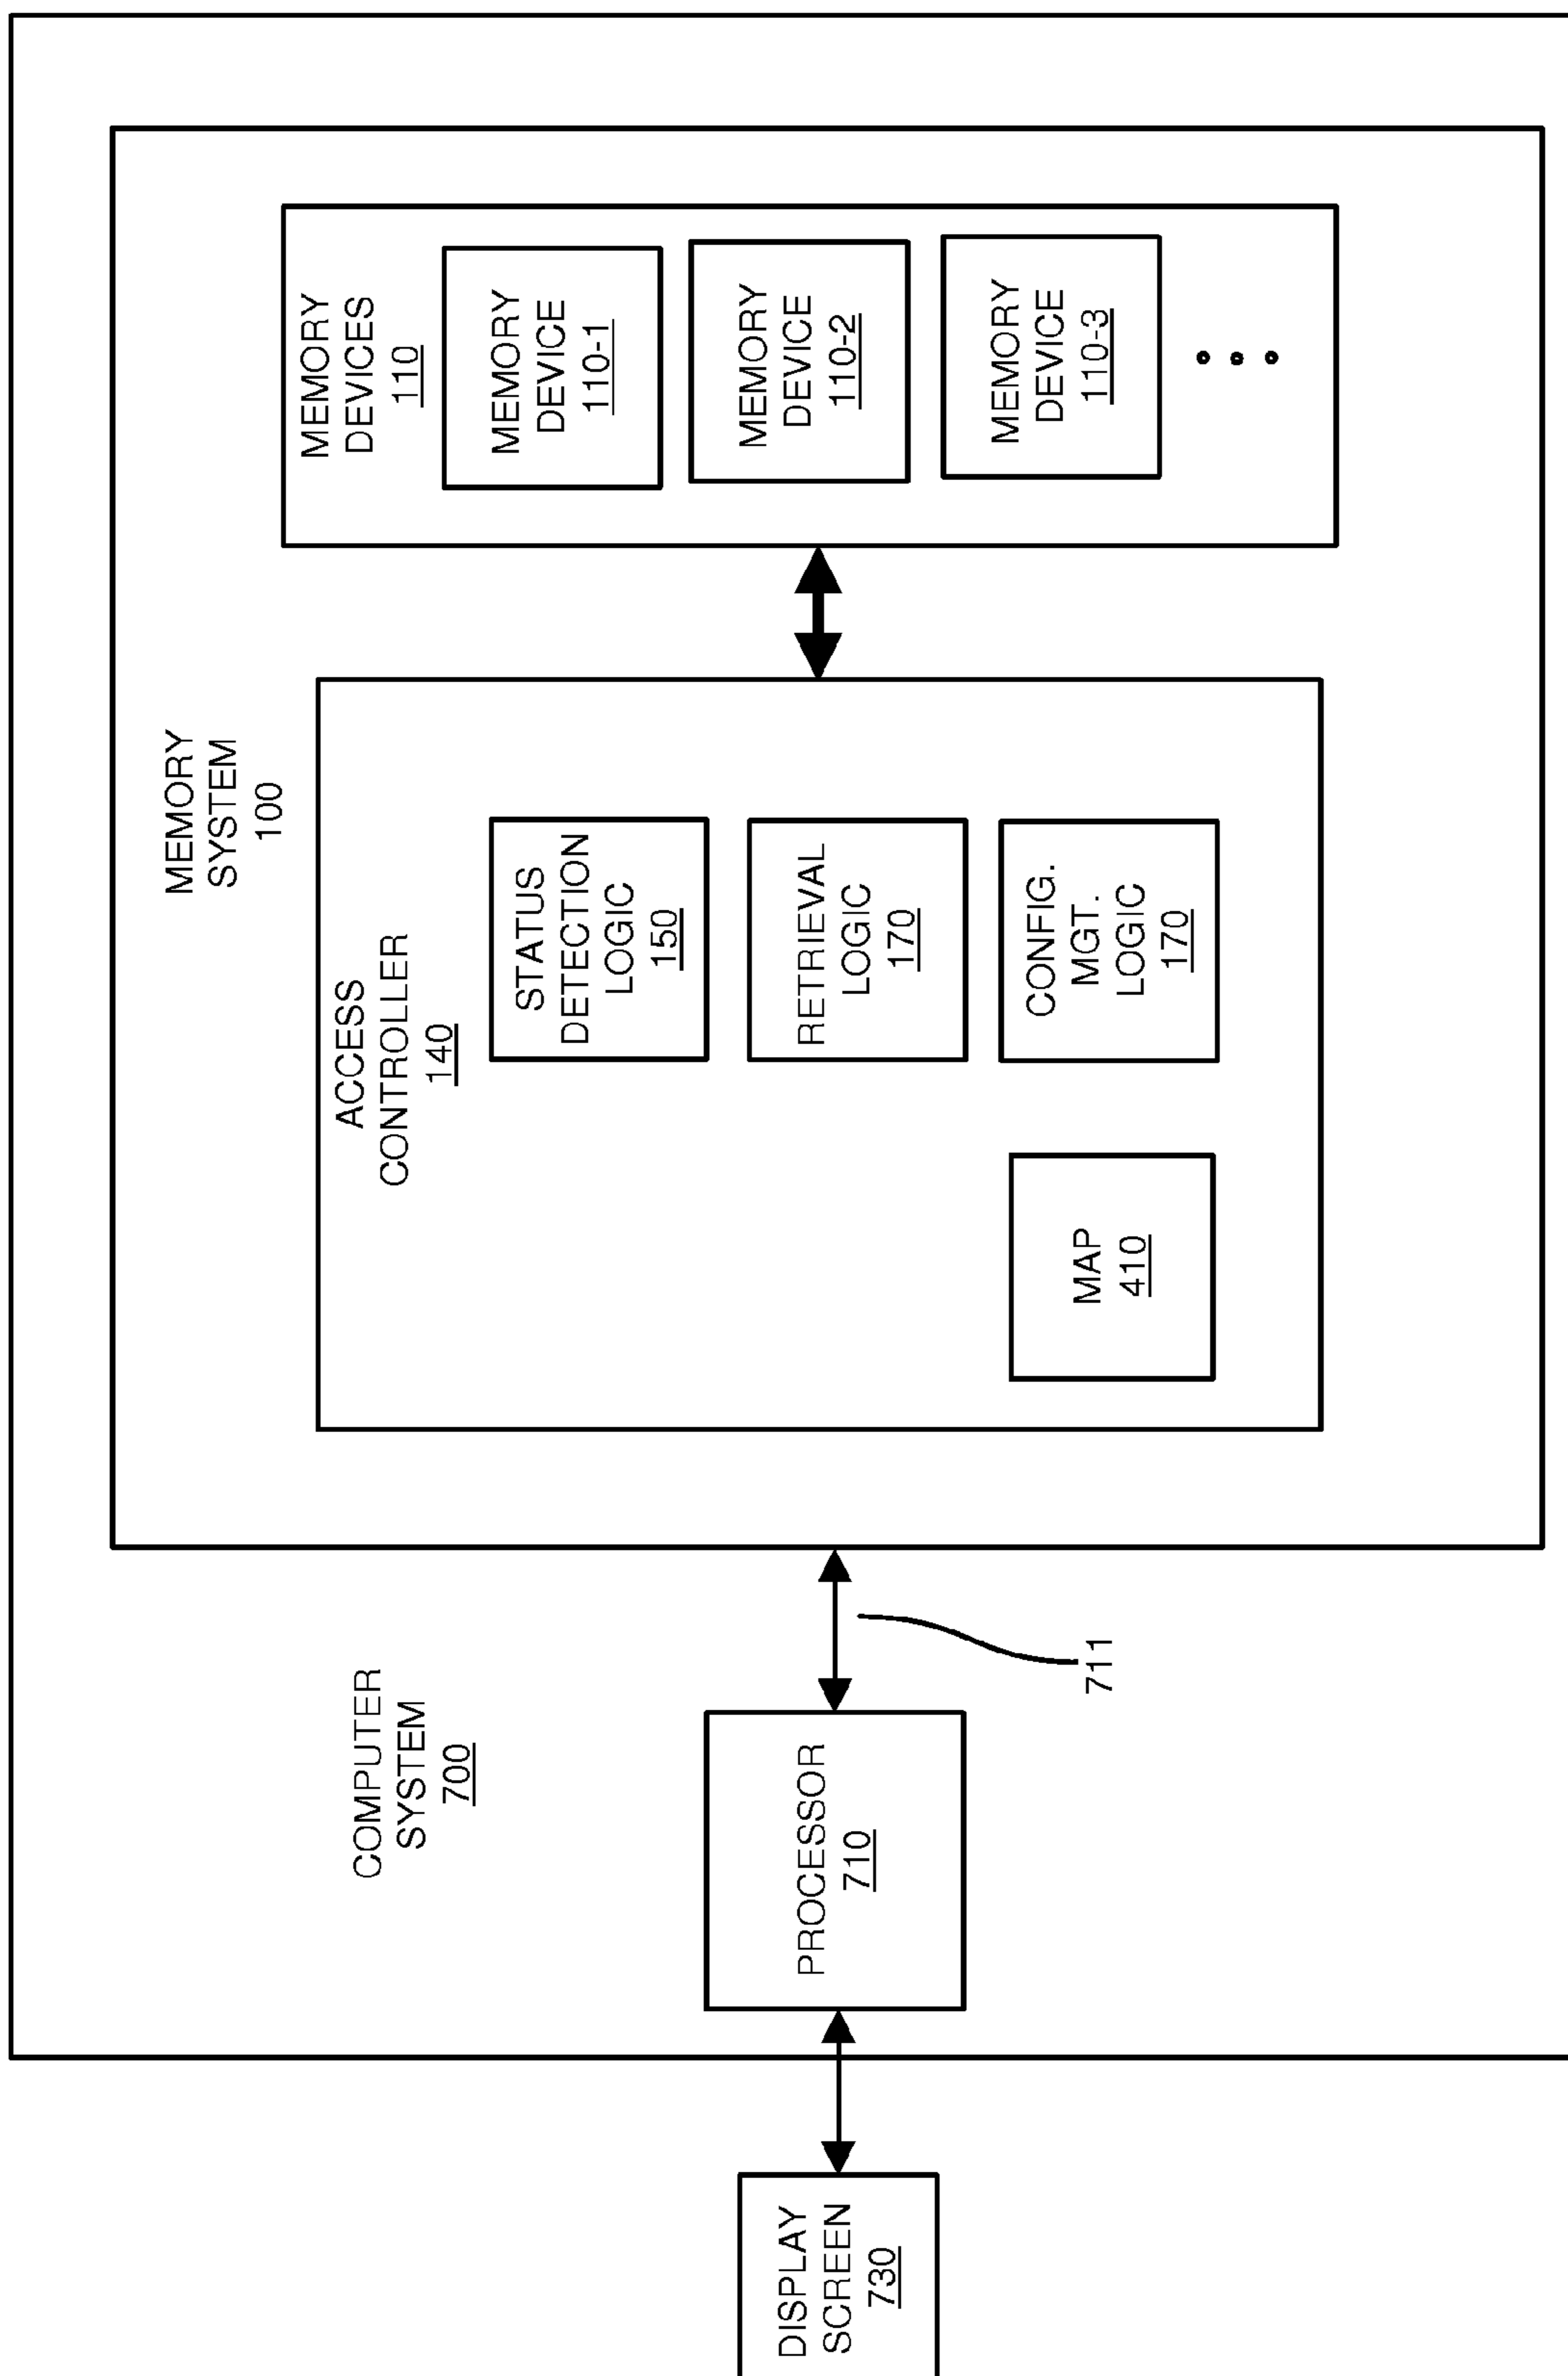 MEMORY
SYSTEM
100
ACCESS
CONTROLLER
140
STATUS
DETECTION
LOGIC
150
RETRIEVAL
LOGIC
170
CONFIG.
MGT.
LOGIC
170
MAP
410
MEMORY
DEVICES
110
MEMORY
DEVICE
110-1
MEMORY
DEVICE
110-2
MEMORY
DEVICE
110-3
COMPUTER
SYSTEM
700
PROCESSOR
710
711
DISPLAY
SCREEN
730